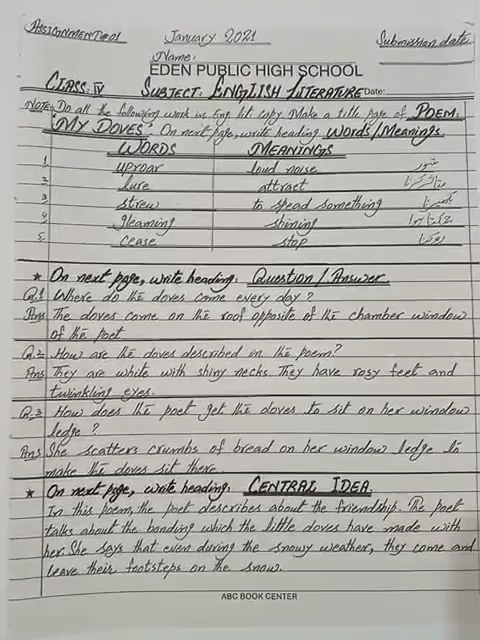 ASSIGNMENT#01 January 2021 Submission date
Name:
EDEN PUBLIC HIGH SCHOOL
CLASS: IV SUBJECT: ENGLISH LITERATURE Date:
NOTE: Do all the following work in Eng lit copy. Make a title page of POEM:
"MY DOVES". On next page, write heading Words/Meanings.
WORDS MEANINGS
1 uproar loud noise شور
2 lure attract
3 strew to spead something بکھیرنا
4 gleaming shining چمکتا ہوا
5. cease stop روکنا
★ On next page, write heading: Question/Answer
Q.1 Where do the doves come every day?
Ans The doves come on the roof opposite of the chamber window
of the poet
Q.2 How are the doves described in the poem?
Ans They are white with shiny necks. They have rosy feet and
twinkling eyes.
Q.3 How does the poet get the doves to sit on her window
ledge?
Ans She scatters crumbs of bread on her window ledge to
make the doves sit there.
★ On next page, write heading: CENTRAL IDEA.
In this poem, the poet describes about the friendship. The poet
talks about the bonding which the little doves have made with
her. She says that even during the snowy weather, they come and
leave their footsteps on the snow.
ABC BOOK CENTER